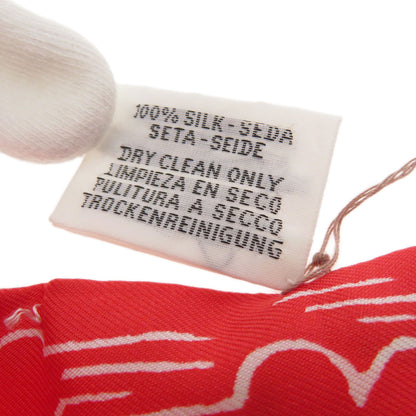 100% SILK-SEDA
SETA-SEIDE
DRY CLEAN ONLY
LIMPIEZA EN SECO
PULITURA A SECCO
TROCKENREINIGUNG